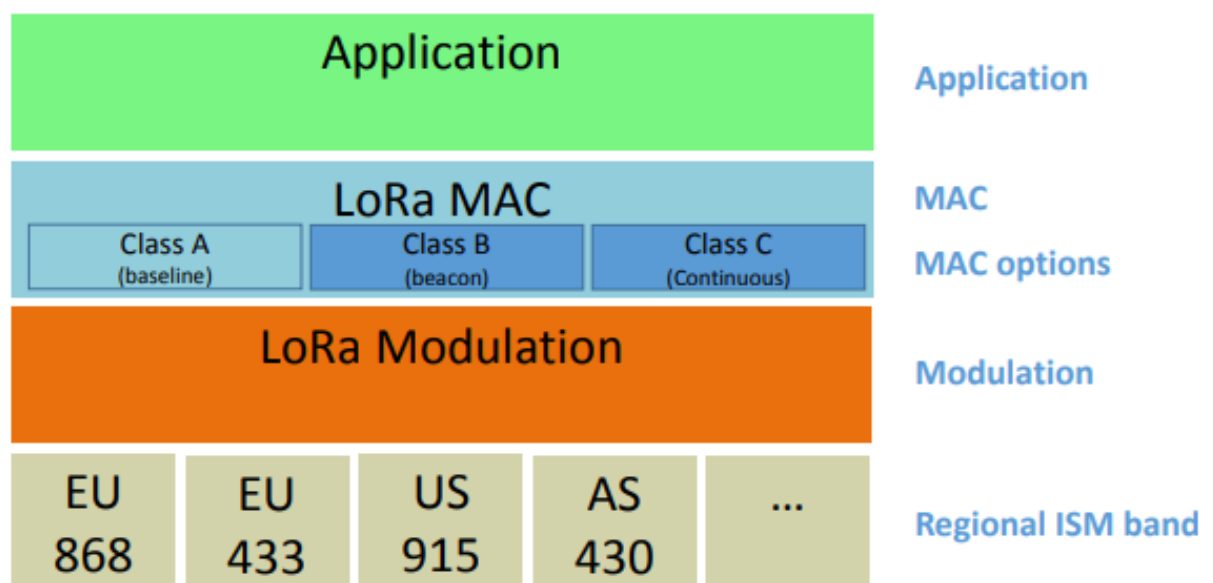 Application
Application
LoRa MAC
MAC
Class A
(baseline)
Class B
(beacon)
Class C
(Continuous)
MAC options
LoRa Modulation
Modulation
EU
868
EU
433
US
915
AS
430
...
Regional ISM band